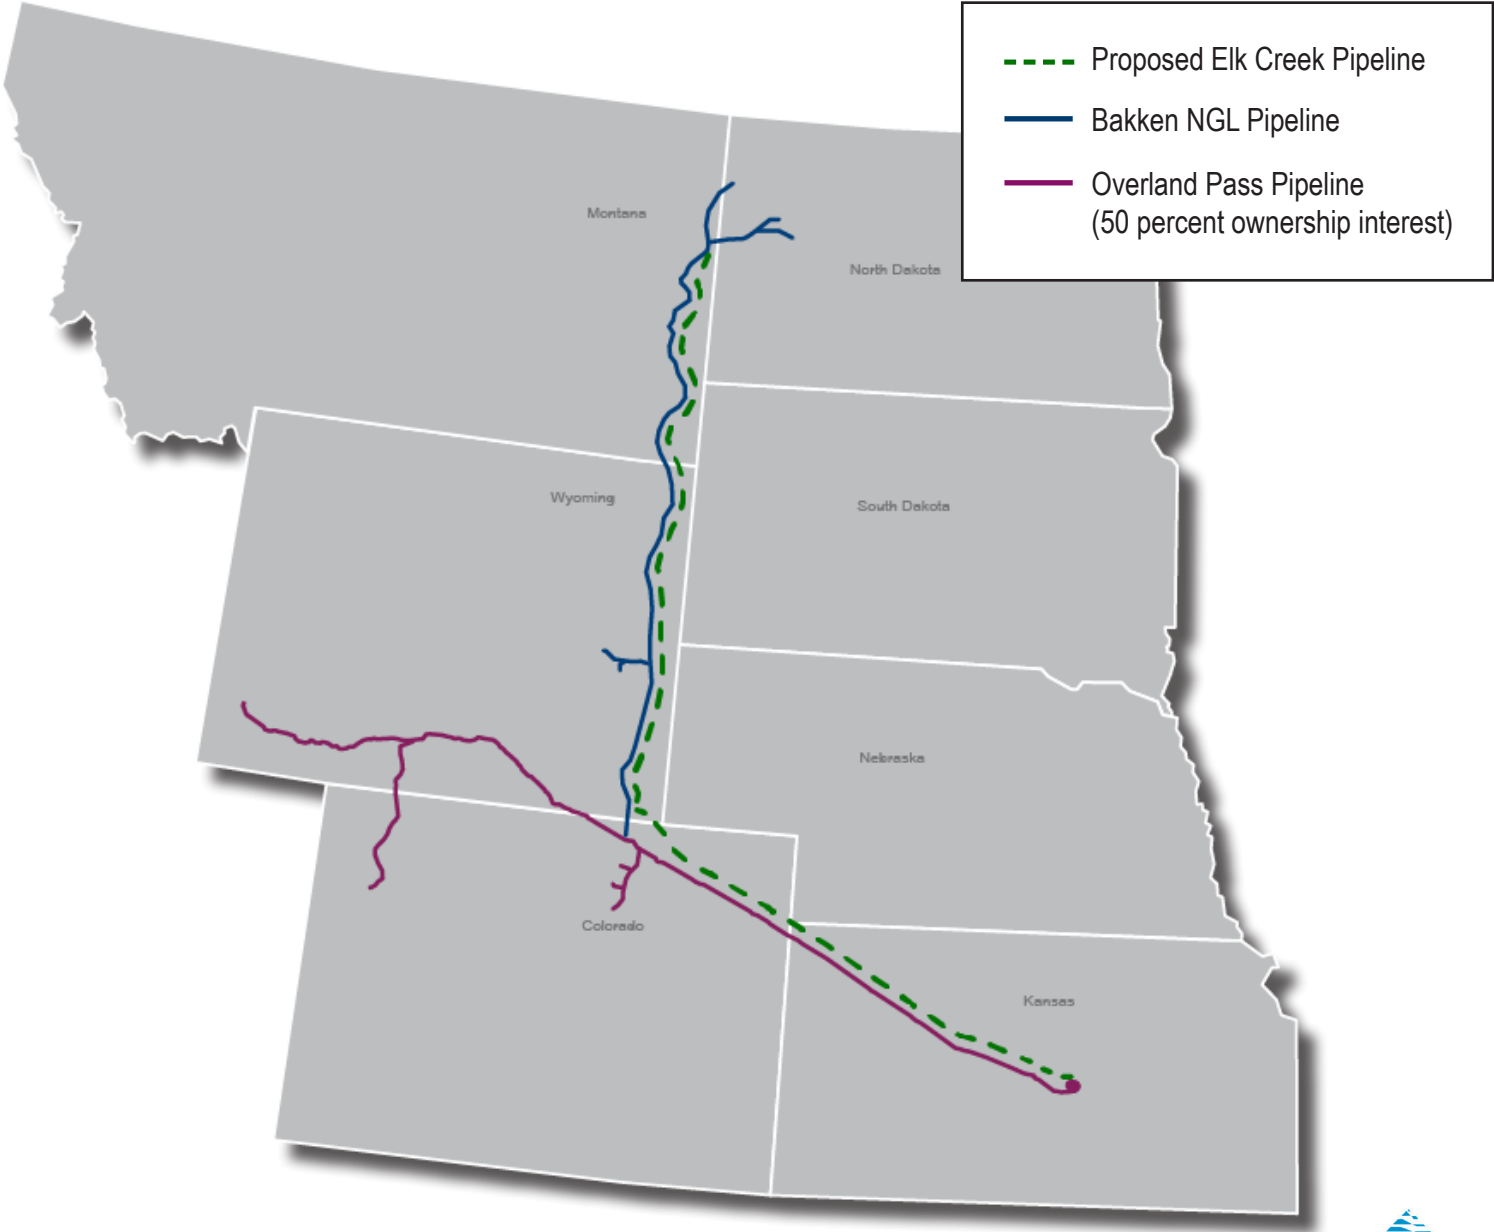 Proposed Elk Creek Pipeline
Bakken NGL Pipeline
Overland Pass Pipeline
(50 percent ownership interest)
Montana
North Dakota
Wyoming
South Dakota
Nebraska
Colorado
Kansas